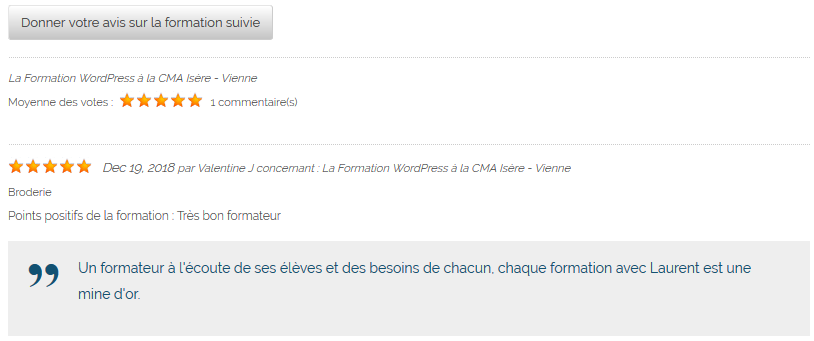 Donner votre avis sur la formation suivie
La Formation WordPress à la CMA Isère - Vienne
Moyenne des votes : 1 commentaire(s)
Dec 19, 2018 par Valentine J concernant : La Formation WordPress à la CMA Isère - Vienne
Broderie
Points positifs de la formation : Très bon formateur
Un formateur à l'écoute de ses élèves et des besoins de chacun, chaque formation avec Laurent est une
mine d'or.